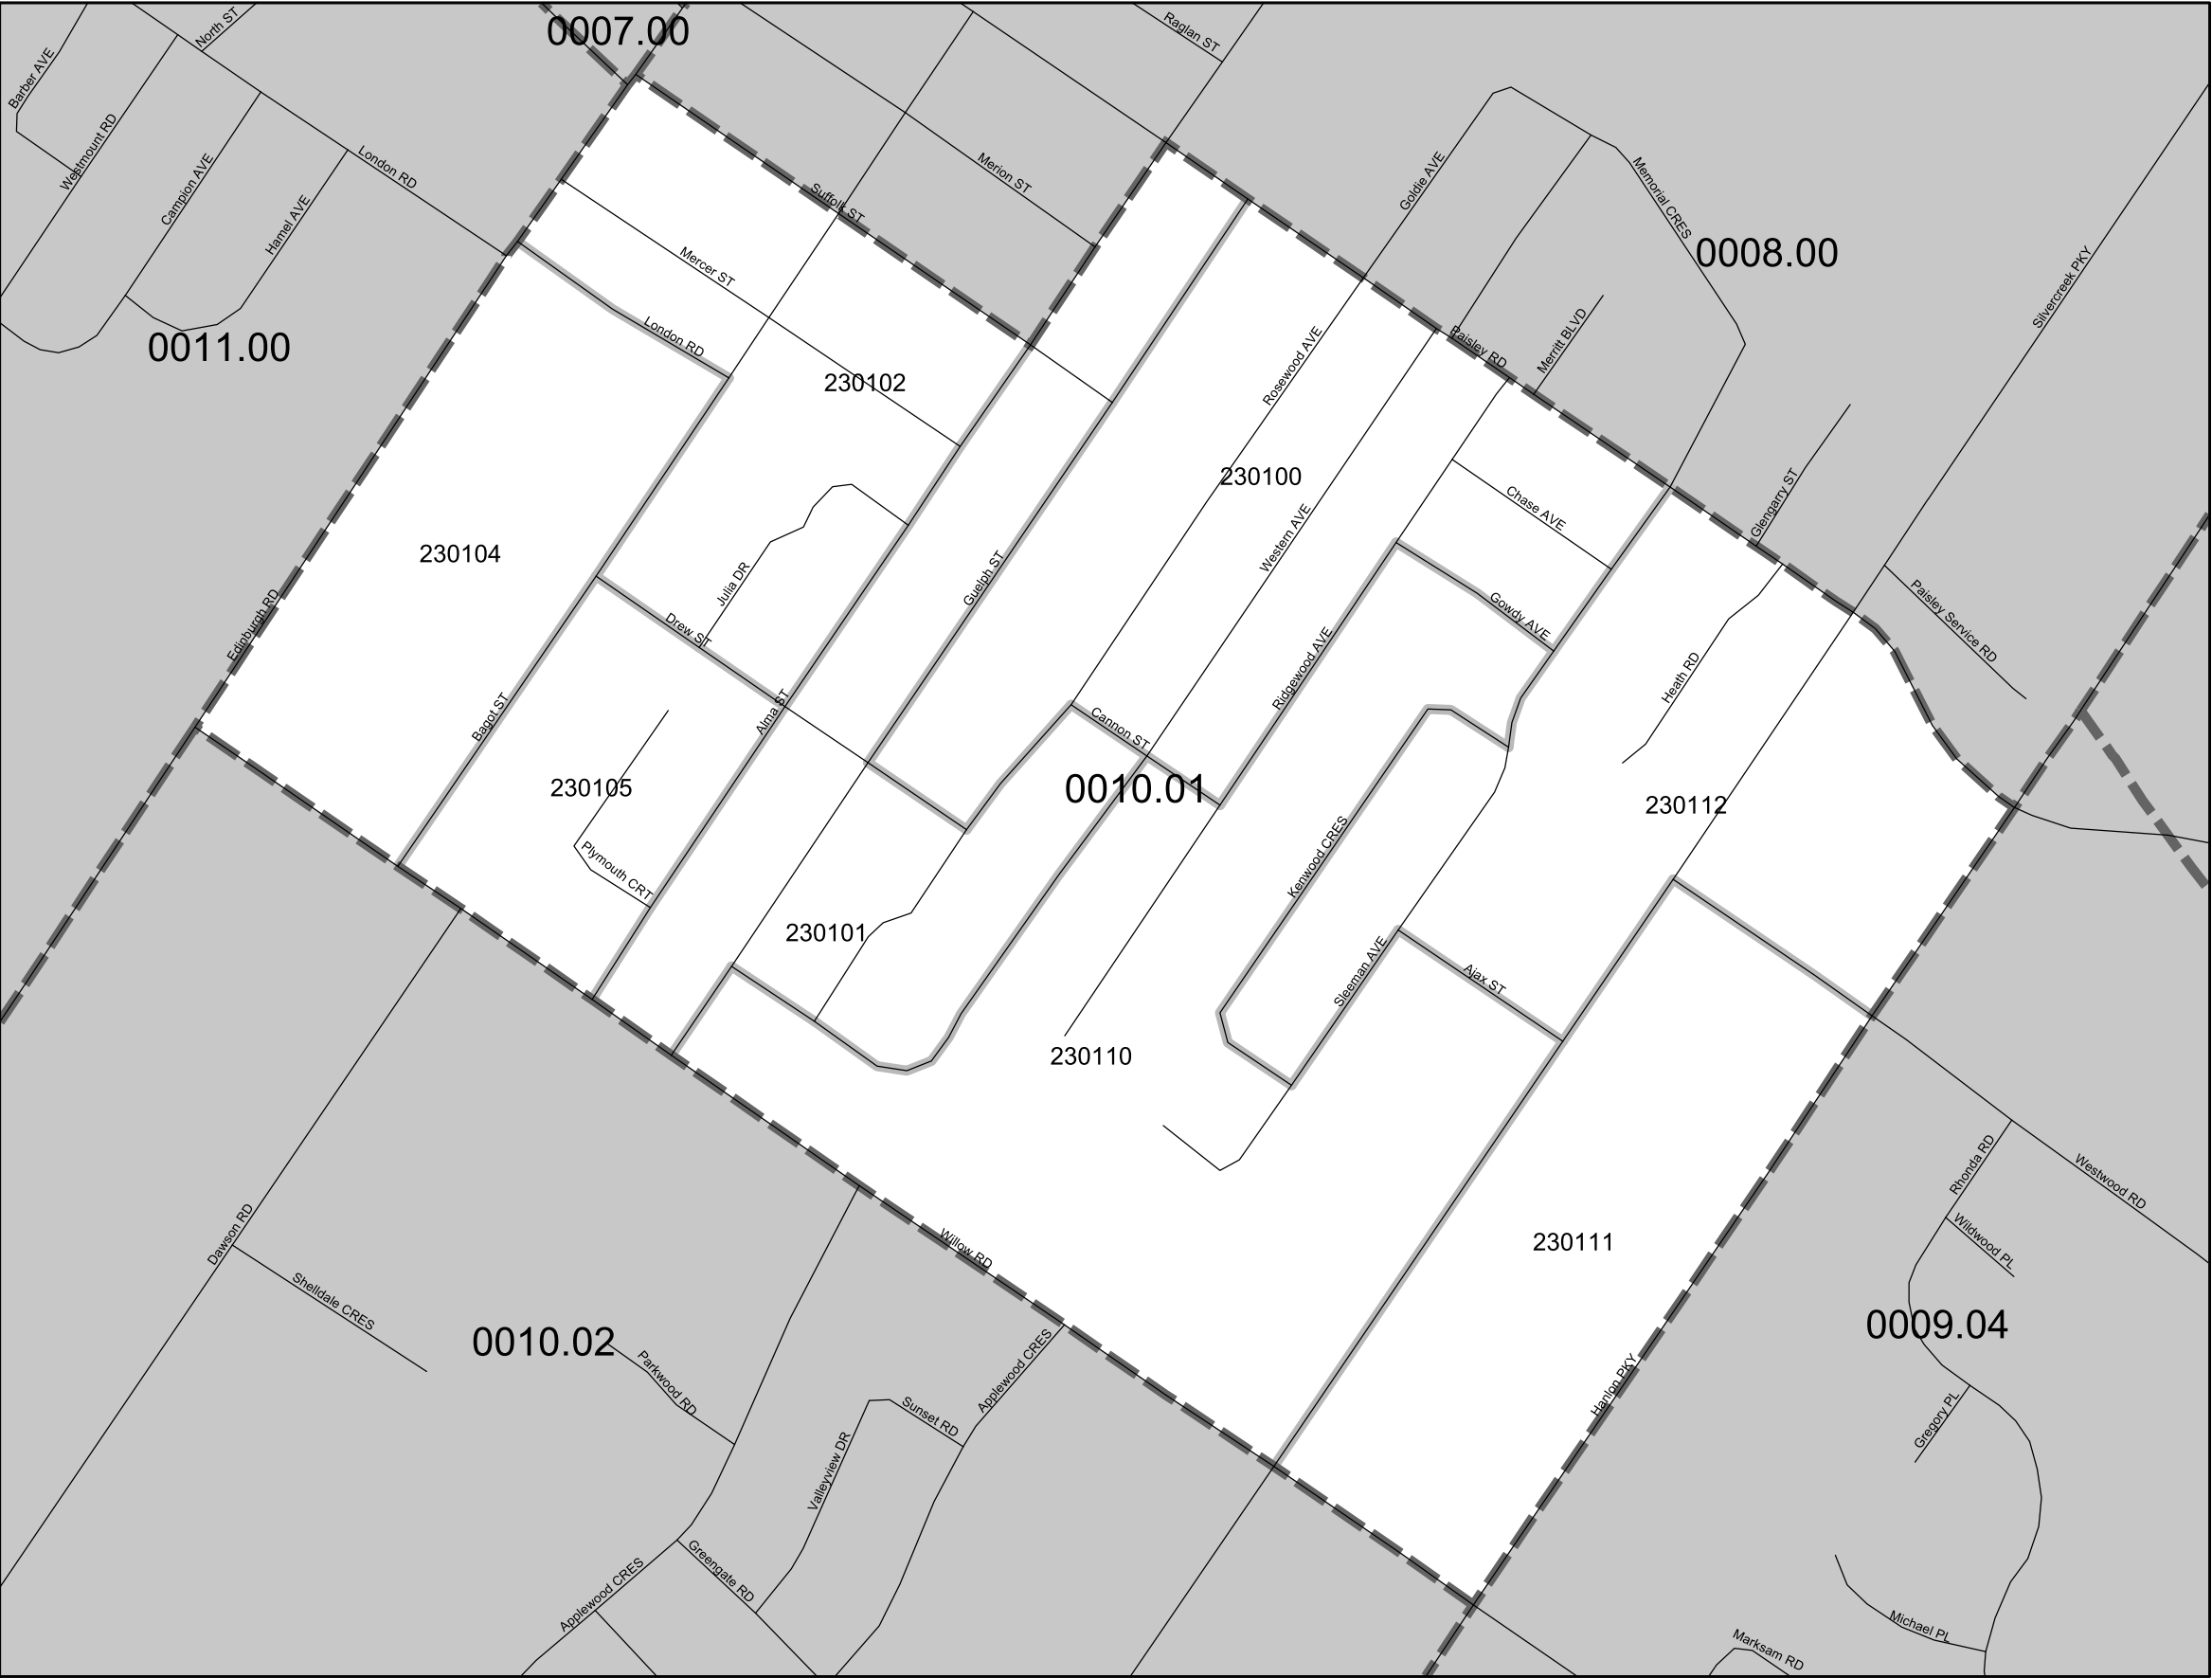 0007.00
North ST
Raglan ST
Barber AVE
Westmount RD
London RD
Campion AVE
Hamel AVE
Merion ST
Suffolk ST
Goldie AVE
Memorial CRES
0008.00
Silvercreek PKY
Mercer ST
0011.00
London RD
230102
Rosewood AVE
Paisley RD
Merritt BLVD
230100
Chase AVE
Glengarry ST
Western AVE
230104
Guelph ST
Julia DR
Drew ST
Edinburgh RD
Gowdy AVE
Ridgewood AVE
Paisley Service RD
Heath RD
Bagot ST
Alma ST
Cannon ST
230105
0010.01
230112
Kenwood CRES
Plymouth CRT
230101
Sleeman AVE
Ajax ST
230110
Rhonda RD
Westwood RD
Dawson RD
Willow RD
Wildwood PL
230111
Shelldale CRES
0010.02
0009.04
Parkwood RD
Applewood CRES
Sunset RD
Hanlon PKY
Gregory PL
Valleyview DR
Greengate RD
Applewood CRES
Michael PL
Marksam RD